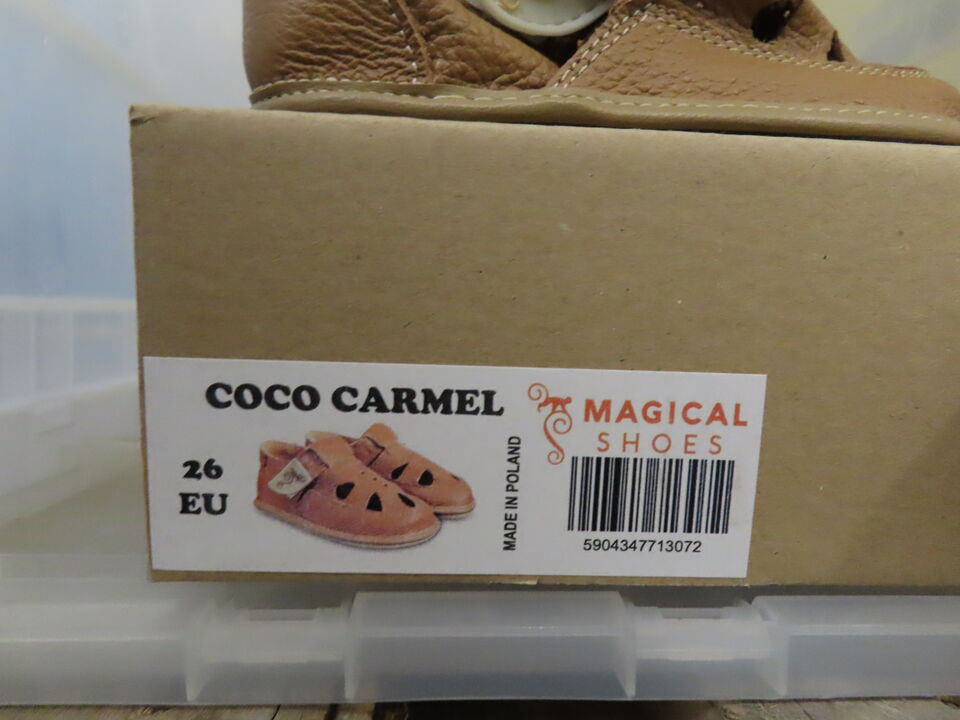 COCO CARMEL
26
EU
MADE IN POLAND
MAGICAL
SHOES
5904347713072